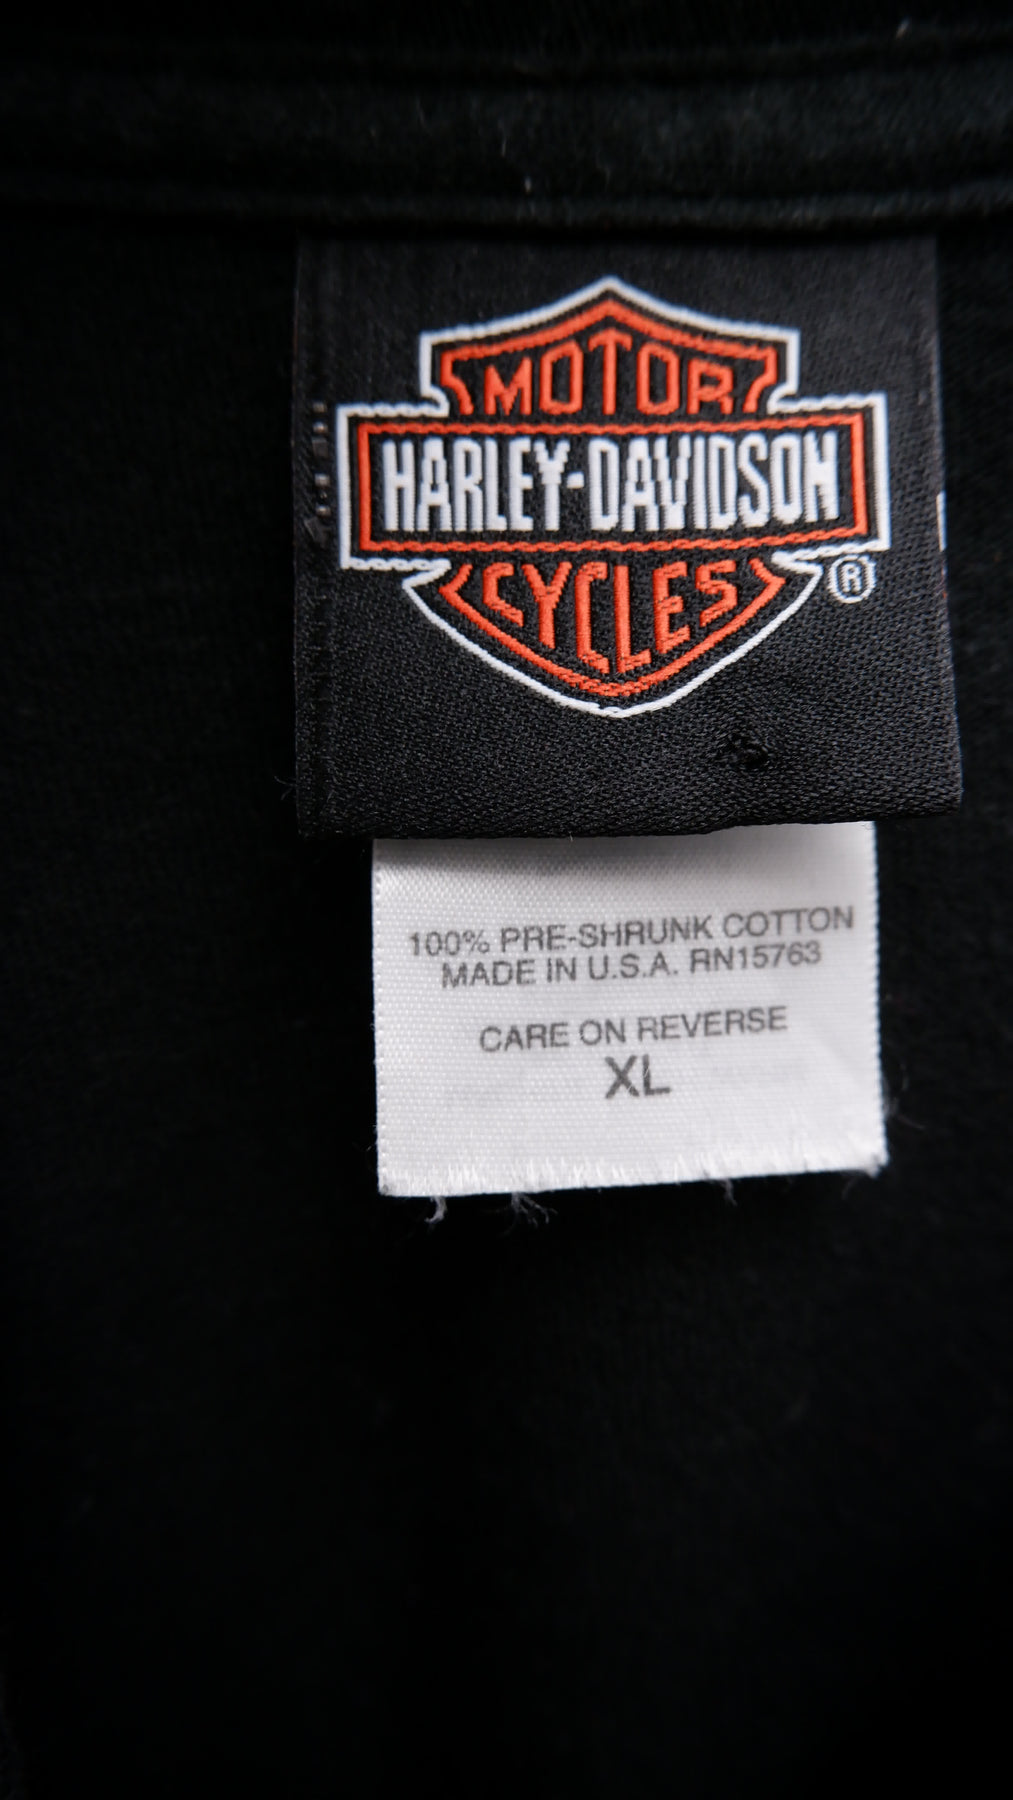 MOTOR
HARLEY-DAVIDSON
CYCLES
®
100% PRE-SHRUNK COTTON
MADE IN U.S.A. RN15763
CARE ON REVERSE
XL